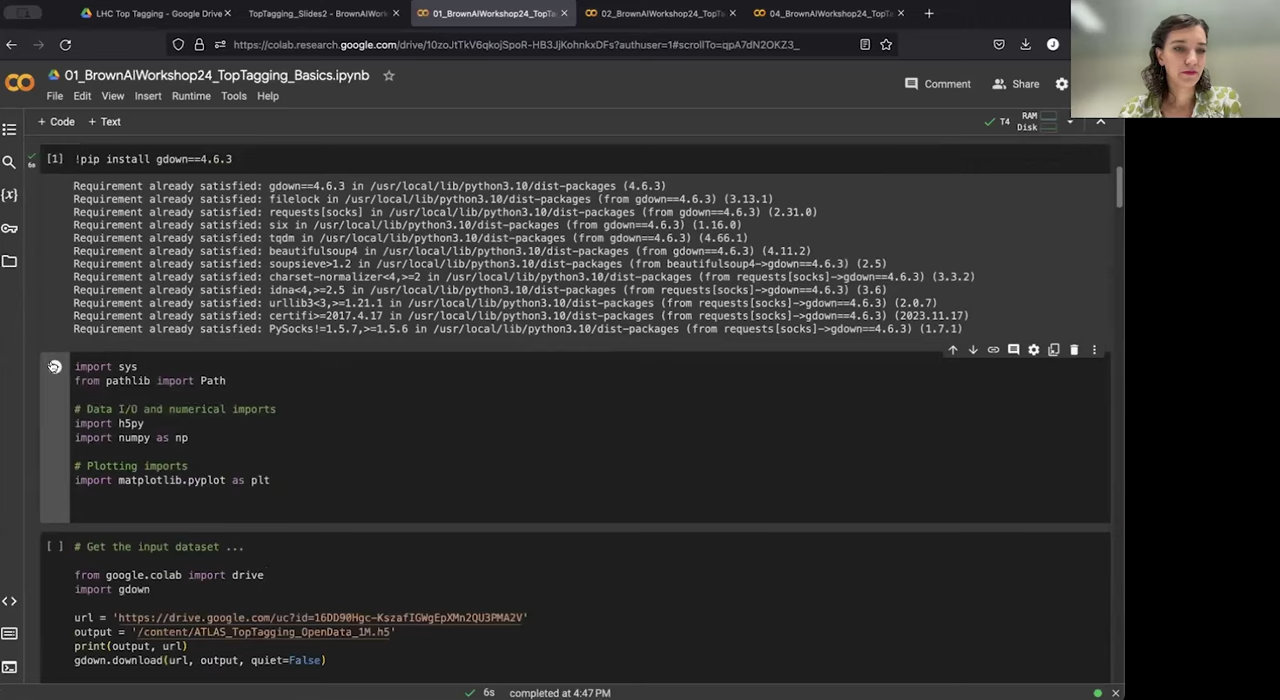 LHC Top Tagging - Google Drive
TopTagging_Slides2 - BrownAIWork
01_BrownAIWorkshop24_TopTa
02_BrownAIWorkshop24_TopTa
04_BrownAIWorkshop24_TopTa
https://colab.research.google.com/drive/10zoJtTkV6qkojSpoR-HB3JjKohnkxDFs?authuser=1#scrollTo=qpA7dN2OKZ3_
CO
01_BrownAIWorkshop24_TopTagging_Basics.ipynb
File Edit View Insert Runtime Tools Help
Comment
Share
+ Code + Text
T4
RAM
Disk
6s
[1] !pip install gdown==4.6.3
Requirement already satisfied: gdown==4.6.3 in /usr/local/lib/python3.10/dist-packages (4.6.3)
Requirement already satisfied: filelock in /usr/local/lib/python3.10/dist-packages (from gdown==4.6.3) (3.13.1)
Requirement already satisfied: requests[socks] in /usr/local/lib/python3.10/dist-packages (from gdown==4.6.3) (2.31.0)
Requirement already satisfied: six in /usr/local/lib/python3.10/dist-packages (from gdown==4.6.3) (1.16.0)
Requirement already satisfied: tqdm in /usr/local/lib/python3.10/dist-packages (from gdown==4.6.3) (4.66.1)
Requirement already satisfied: beautifulsoup4 in /usr/local/lib/python3.10/dist-packages (from gdown==4.6.3) (4.11.2)
Requirement already satisfied: soupsieve>1.2 in /usr/local/lib/python3.10/dist-packages (from beautifulsoup4->gdown==4.6.3) (2.5)
Requirement already satisfied: charset-normalizer<4,>=2 in /usr/local/lib/python3.10/dist-packages (from requests[socks]->gdown==4.6.3) (3.3.2)
Requirement already satisfied: idna<4,>=2.5 in /usr/local/lib/python3.10/dist-packages (from requests[socks]->gdown==4.6.3) (3.6)
Requirement already satisfied: urllib3<3,>=1.21.1 in /usr/local/lib/python3.10/dist-packages (from requests[socks]->gdown==4.6.3) (2.0.7)
Requirement already satisfied: certifi>=2017.4.17 in /usr/local/lib/python3.10/dist-packages (from requests[socks]->gdown==4.6.3) (2023.11.17)
Requirement already satisfied: PySocks!=1.5.7,>=1.5.6 in /usr/local/lib/python3.10/dist-packages (from requests[socks]->gdown==4.6.3) (1.7.1)
import sys
from pathlib import Path
# Data I/O and numerical imports
import h5py
import numpy as np
# Plotting imports
import matplotlib.pyplot as plt
[ ] # Get the input dataset ...
from google.colab import drive
import gdown
url = 'https://drive.google.com/uc?id=16DD90Hgc-KszafIGWgEpXMn2QU3PMA2V'
output = '/content/ATLAS_TopTagging_OpenData_1M.h5'
print(output, url)
gdown.download(url, output, quiet=False)
6s completed at 4:47PM